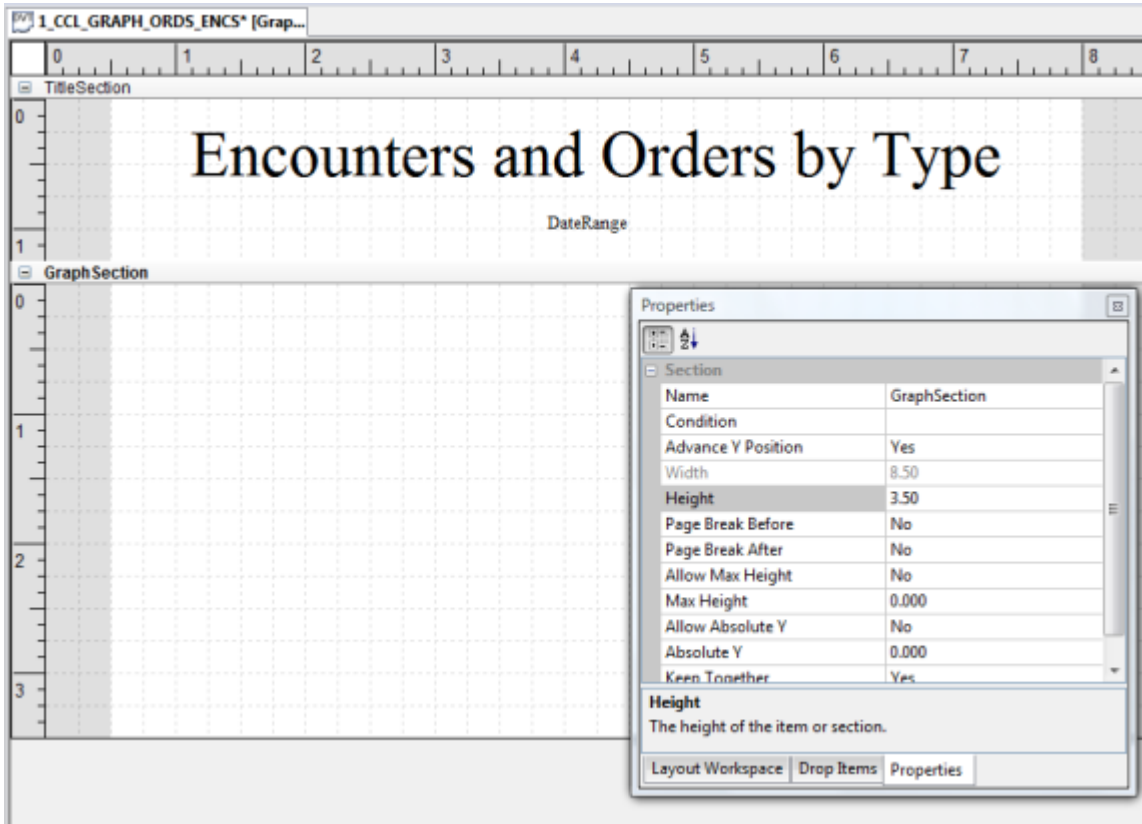 1_CCL_GRAPH_ORDS_ENCS* [Grap...
0 1 2 3 4 5 6 7 8
TitleSection
0
Encounters and Orders by Type
DateRange
1
GraphSection
0
1
2
3
Properties
Section
Name GraphSection
Condition
Advance Y Position Yes
Width 8.50
Height 3.50
Page Break Before No
Page Break After No
Allow Max Height No
Max Height 0.000
Allow Absolute Y No
Absolute Y 0.000
Keep Together Yes
Height
The height of the item or section.
Layout Workspace Drop Items Properties